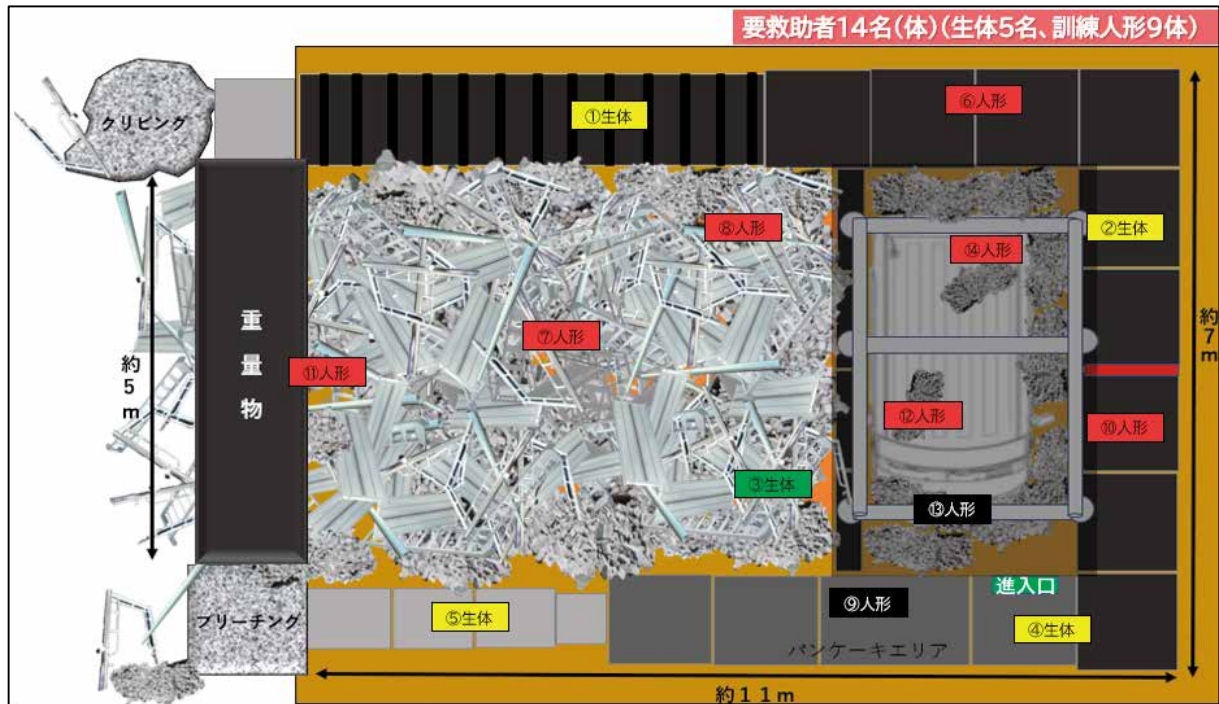 要救助者14名(体)(生体5名、訓練人形9体)
クリビング
①生体
⑥人形
⑧人形
②生体
⑭人形
重量物
約5m
⑦人形
⑪人形
約7m
⑫人形
⑩人形
③生体
⑬人形
進入口
ブリーチング
⑤生体
⑨人形
④生体
パンケーキエリア
約11m